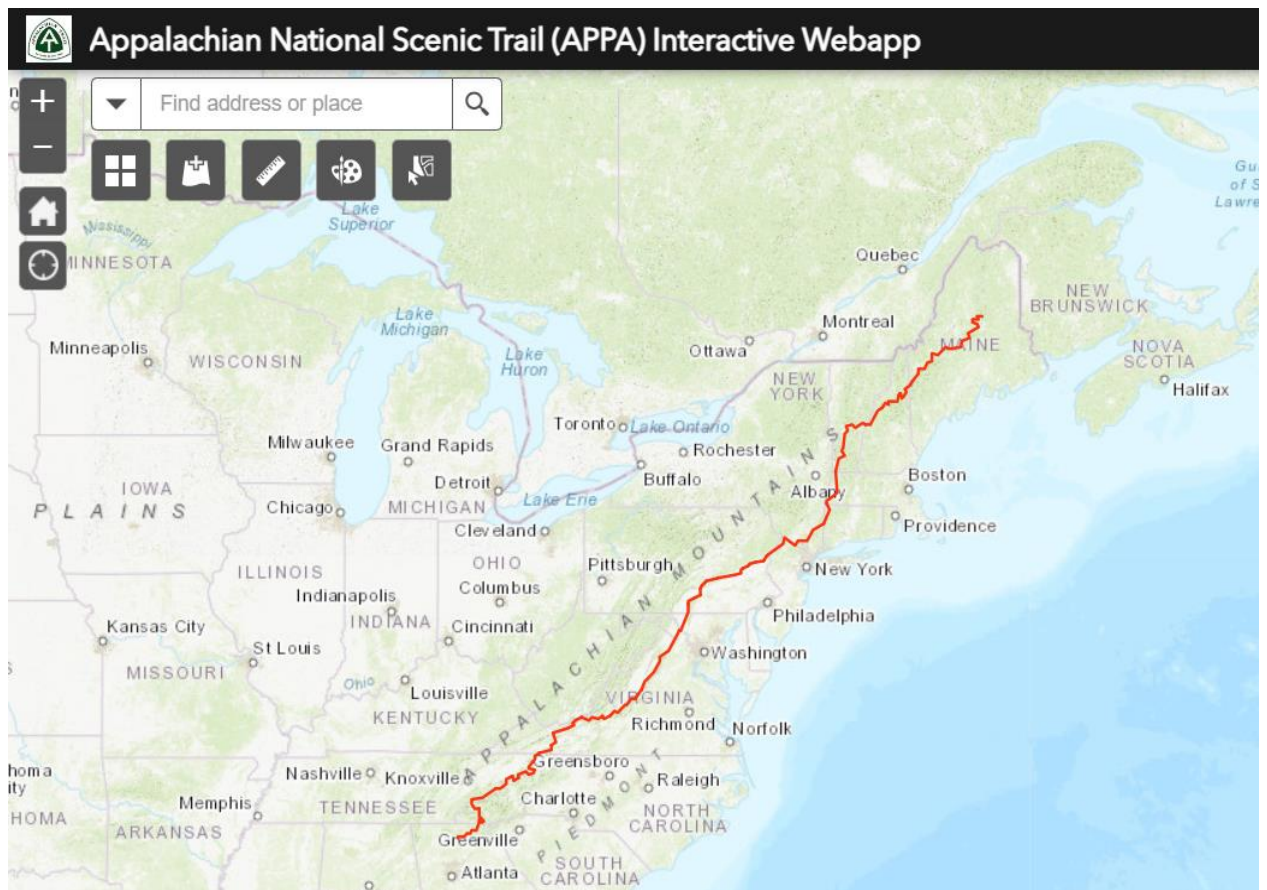 Appalachian National Scenic Trail (APPA) Interactive Webapp
+
Find address or place
−
Lake
Superior
Mississippi
MINNESOTA
Quebec
NEW
BRUNSWICK
Lake
Michigan
Montreal
Minneapolis
WISCONSIN
Lake
Huron
Ottawa
MAINE
NOVA
SCOTIA
NEW
YORK
Halifax
Toronto
Lake Ontario
Milwaukee
Grand Rapids
Rochester
Buffalo
Boston
Detroit
Albany
IOWA
PLAINS
Chicago
MICHIGAN
Lake Erie
Providence
Cleveland
OHIO
Pittsburgh
New York
ILLINOIS
Columbus
Indianapolis
Philadelphia
INDIANA
Cincinnati
Kansas City
St Louis
Washington
MISSOURI
Ohio
Louisville
VIRGINIA
KENTUCKY
Richmond
Norfolk
APPALACHIAN MOUNTAINS
Greensboro
Nashville
Knoxville
Raleigh
Memphis
TENNESSEE
Charlotte
NORTH
CAROLINA
PIEDMONT
ARKANSAS
Greenville
Atlanta
SOUTH
CAROLINA